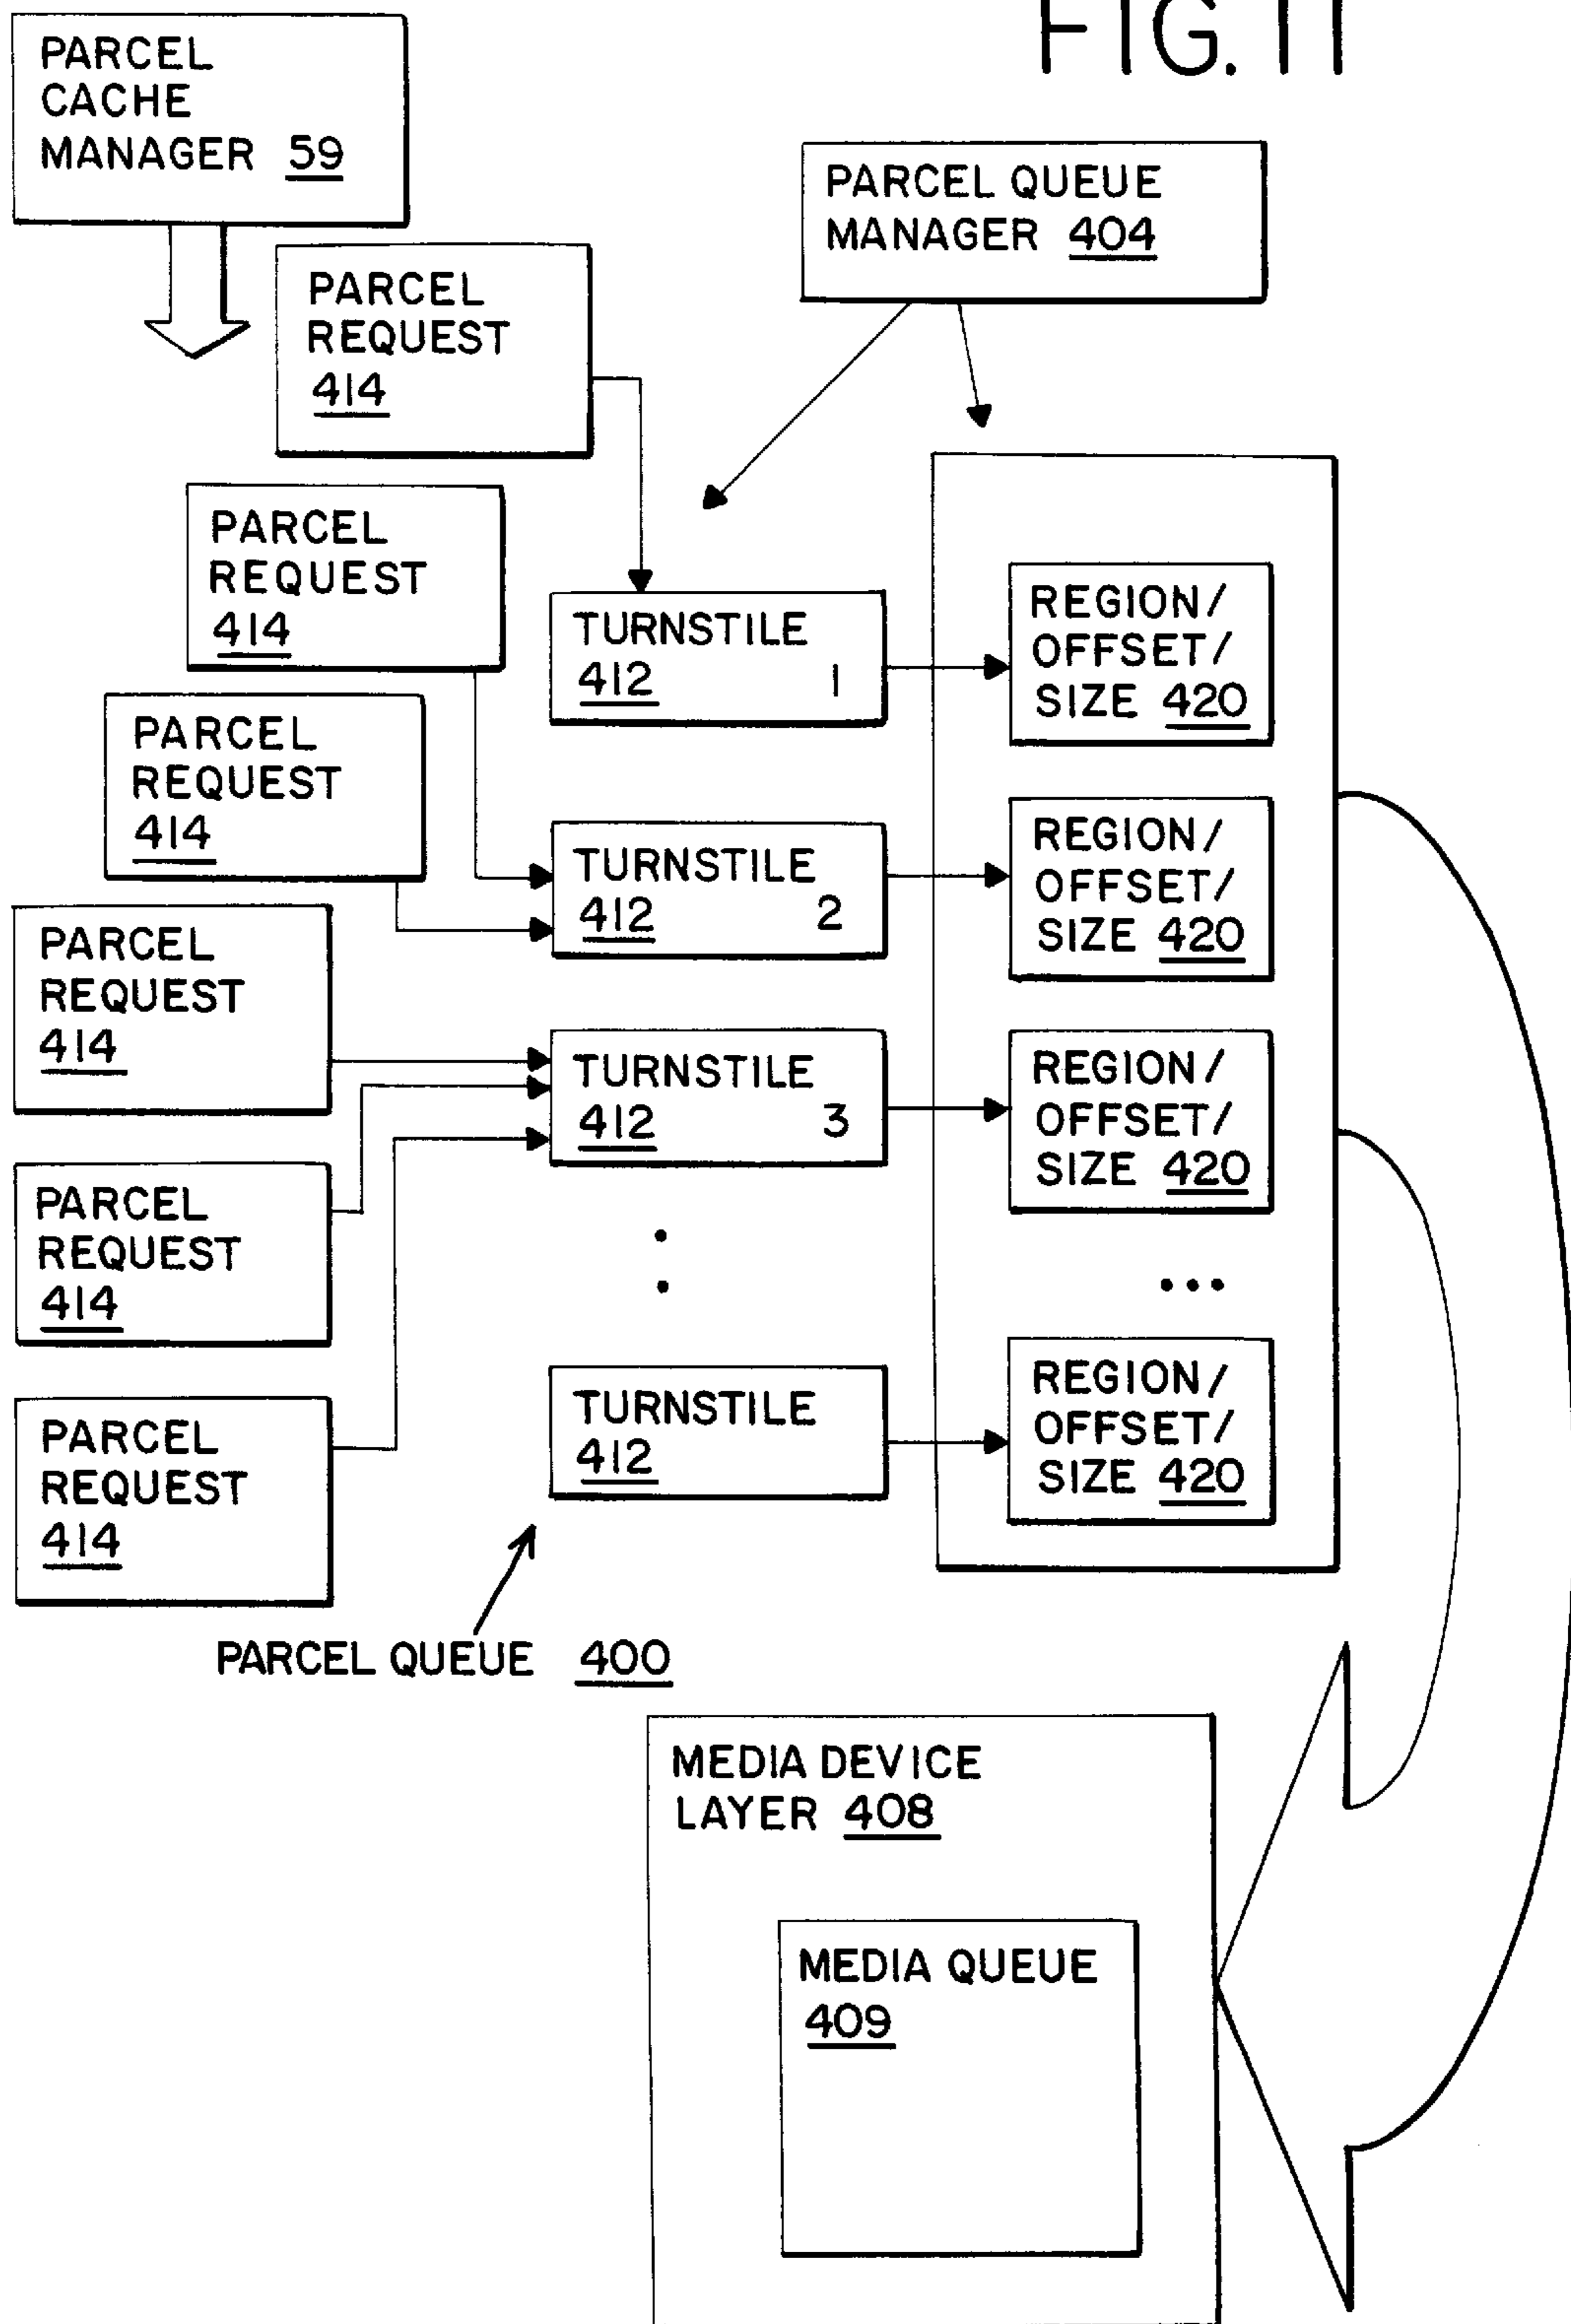 FIG. 11
PARCEL
CACHE
MANAGER 59
PARCEL QUEUE
MANAGER 404
PARCEL
REQUEST
414
PARCEL
REQUEST
414
PARCEL
REQUEST
414
PARCEL
REQUEST
414
PARCEL
REQUEST
414
PARCEL
REQUEST
414
TURNSTILE
412 1
TURNSTILE
412 2
TURNSTILE
412 3
TURNSTILE
412
REGION/
OFFSET/
SIZE 420
REGION/
OFFSET/
SIZE 420
REGION/
OFFSET/
SIZE 420
...
REGION/
OFFSET/
SIZE 420
PARCEL QUEUE 400
MEDIA DEVICE
LAYER 408
MEDIA QUEUE
409